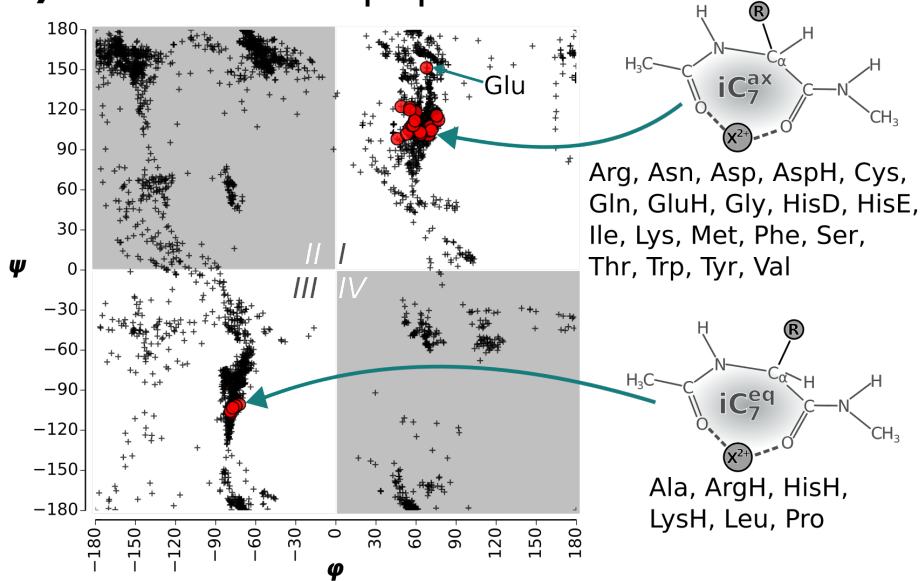 180
150
120
90
60
30
0
−30
−60
−90
−120
−150
−180
ψ
Glu
II I
III IV
−180 −150 −120 −90 −60 −30 0 30 60 90 120 150 180
φ
H R H
N Cα
H₃C C C N H
O O CH₃
iC₇ᵃˣ
X²⁺
Arg, Asn, Asp, AspH, Cys,
Gln, GluH, Gly, HisD, HisE,
Ile, Lys, Met, Phe, Ser,
Thr, Trp, Tyr, Val
H R
N Cα H
H₃C C C N H
O O CH₃
iC₇ᵉq
X²⁺
Ala, ArgH, HisH,
LysH, Leu, Pro